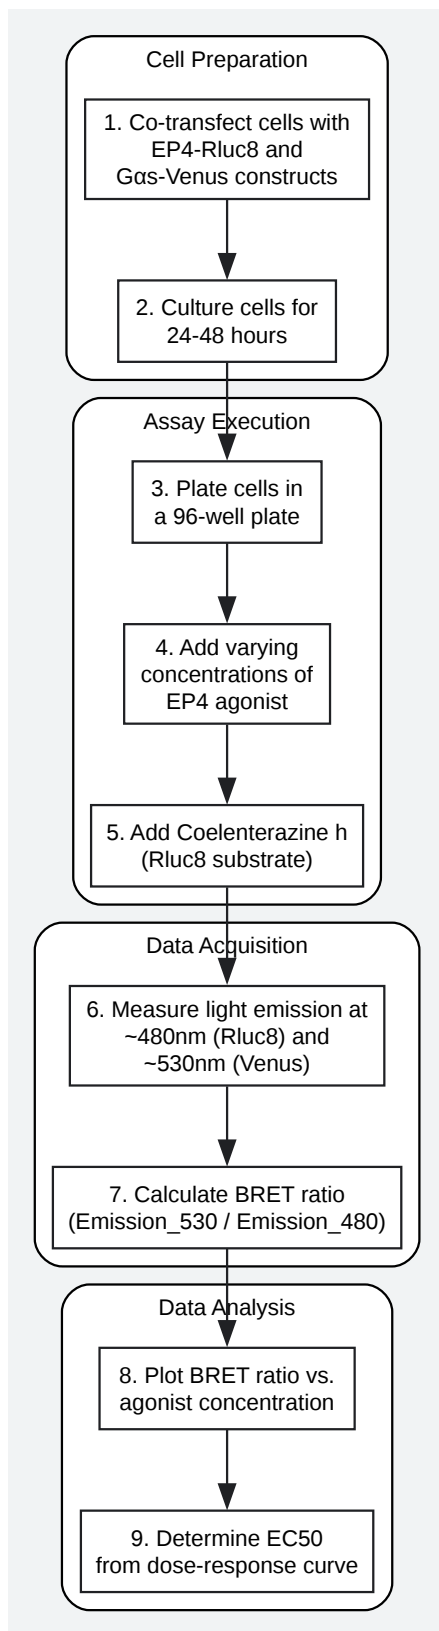 Cell Preparation
1. Co-transfect cells with
EP4-Rluc8 and
Gαs-Venus constructs
2. Culture cells for
24-48 hours
Assay Execution
3. Plate cells in
a 96-well plate
4. Add varying
concentrations of
EP4 agonist
5. Add Coelenterazine h
(Rluc8 substrate)
Data Acquisition
6. Measure light emission at
~480nm (Rluc8) and
~530nm (Venus)
7. Calculate BRET ratio
(Emission_530 / Emission_480)
Data Analysis
8. Plot BRET ratio vs.
agonist concentration
9. Determine EC50
from dose-response curve